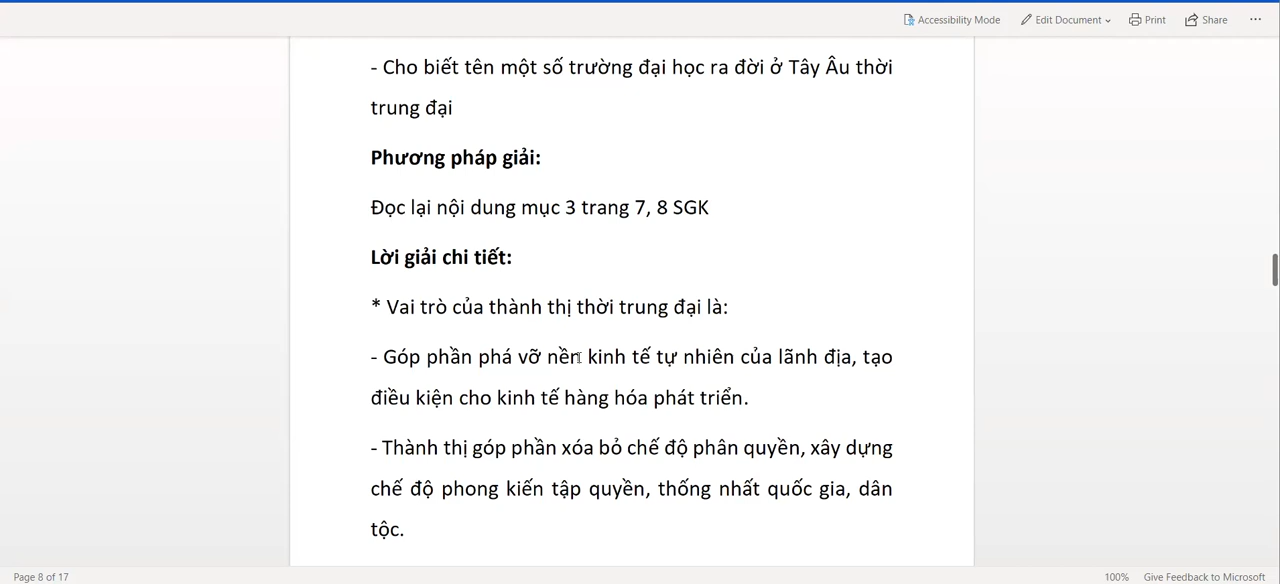 Accessibility Mode Edit Document Print Share ...
- Cho biết tên một số trường đại học ra đời ở Tây Âu thời
trung đại
Phương pháp giải:
Đọc lại nội dung mục 3 trang 7, 8 SGK
Lời giải chi tiết:
* Vai trò của thành thị thời trung đại là:
- Góp phần phá vỡ nền kinh tế tự nhiên của lãnh địa, tạo
điều kiện cho kinh tế hàng hóa phát triển.
- Thành thị góp phần xóa bỏ chế độ phân quyền, xây dựng
chế độ phong kiến tập quyền, thống nhất quốc gia, dân
tộc.
Page 8 of 17 100% Give Feedback to Microsoft